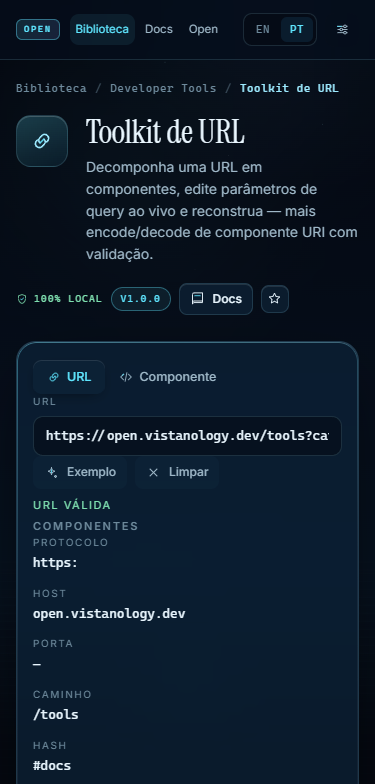 OPEN Biblioteca Docs Open EN PT
Biblioteca / Developer Tools / Toolkit de URL
Toolkit de URL
Decomponha uma URL em
componentes, edite parâmetros de
query ao vivo e reconstrua — mais
encode/decode de componente URI com
validação.
100% LOCAL V1.0.0 Docs
URL Componente
URL
https://open.vistanology.dev/tools?ca
Exemplo Limpar
URL VÁLIDA
COMPONENTES
PROTOCOLO
https:
HOST
open.vistanology.dev
PORTA
—
CAMINHO
/tools
HASH
#docs